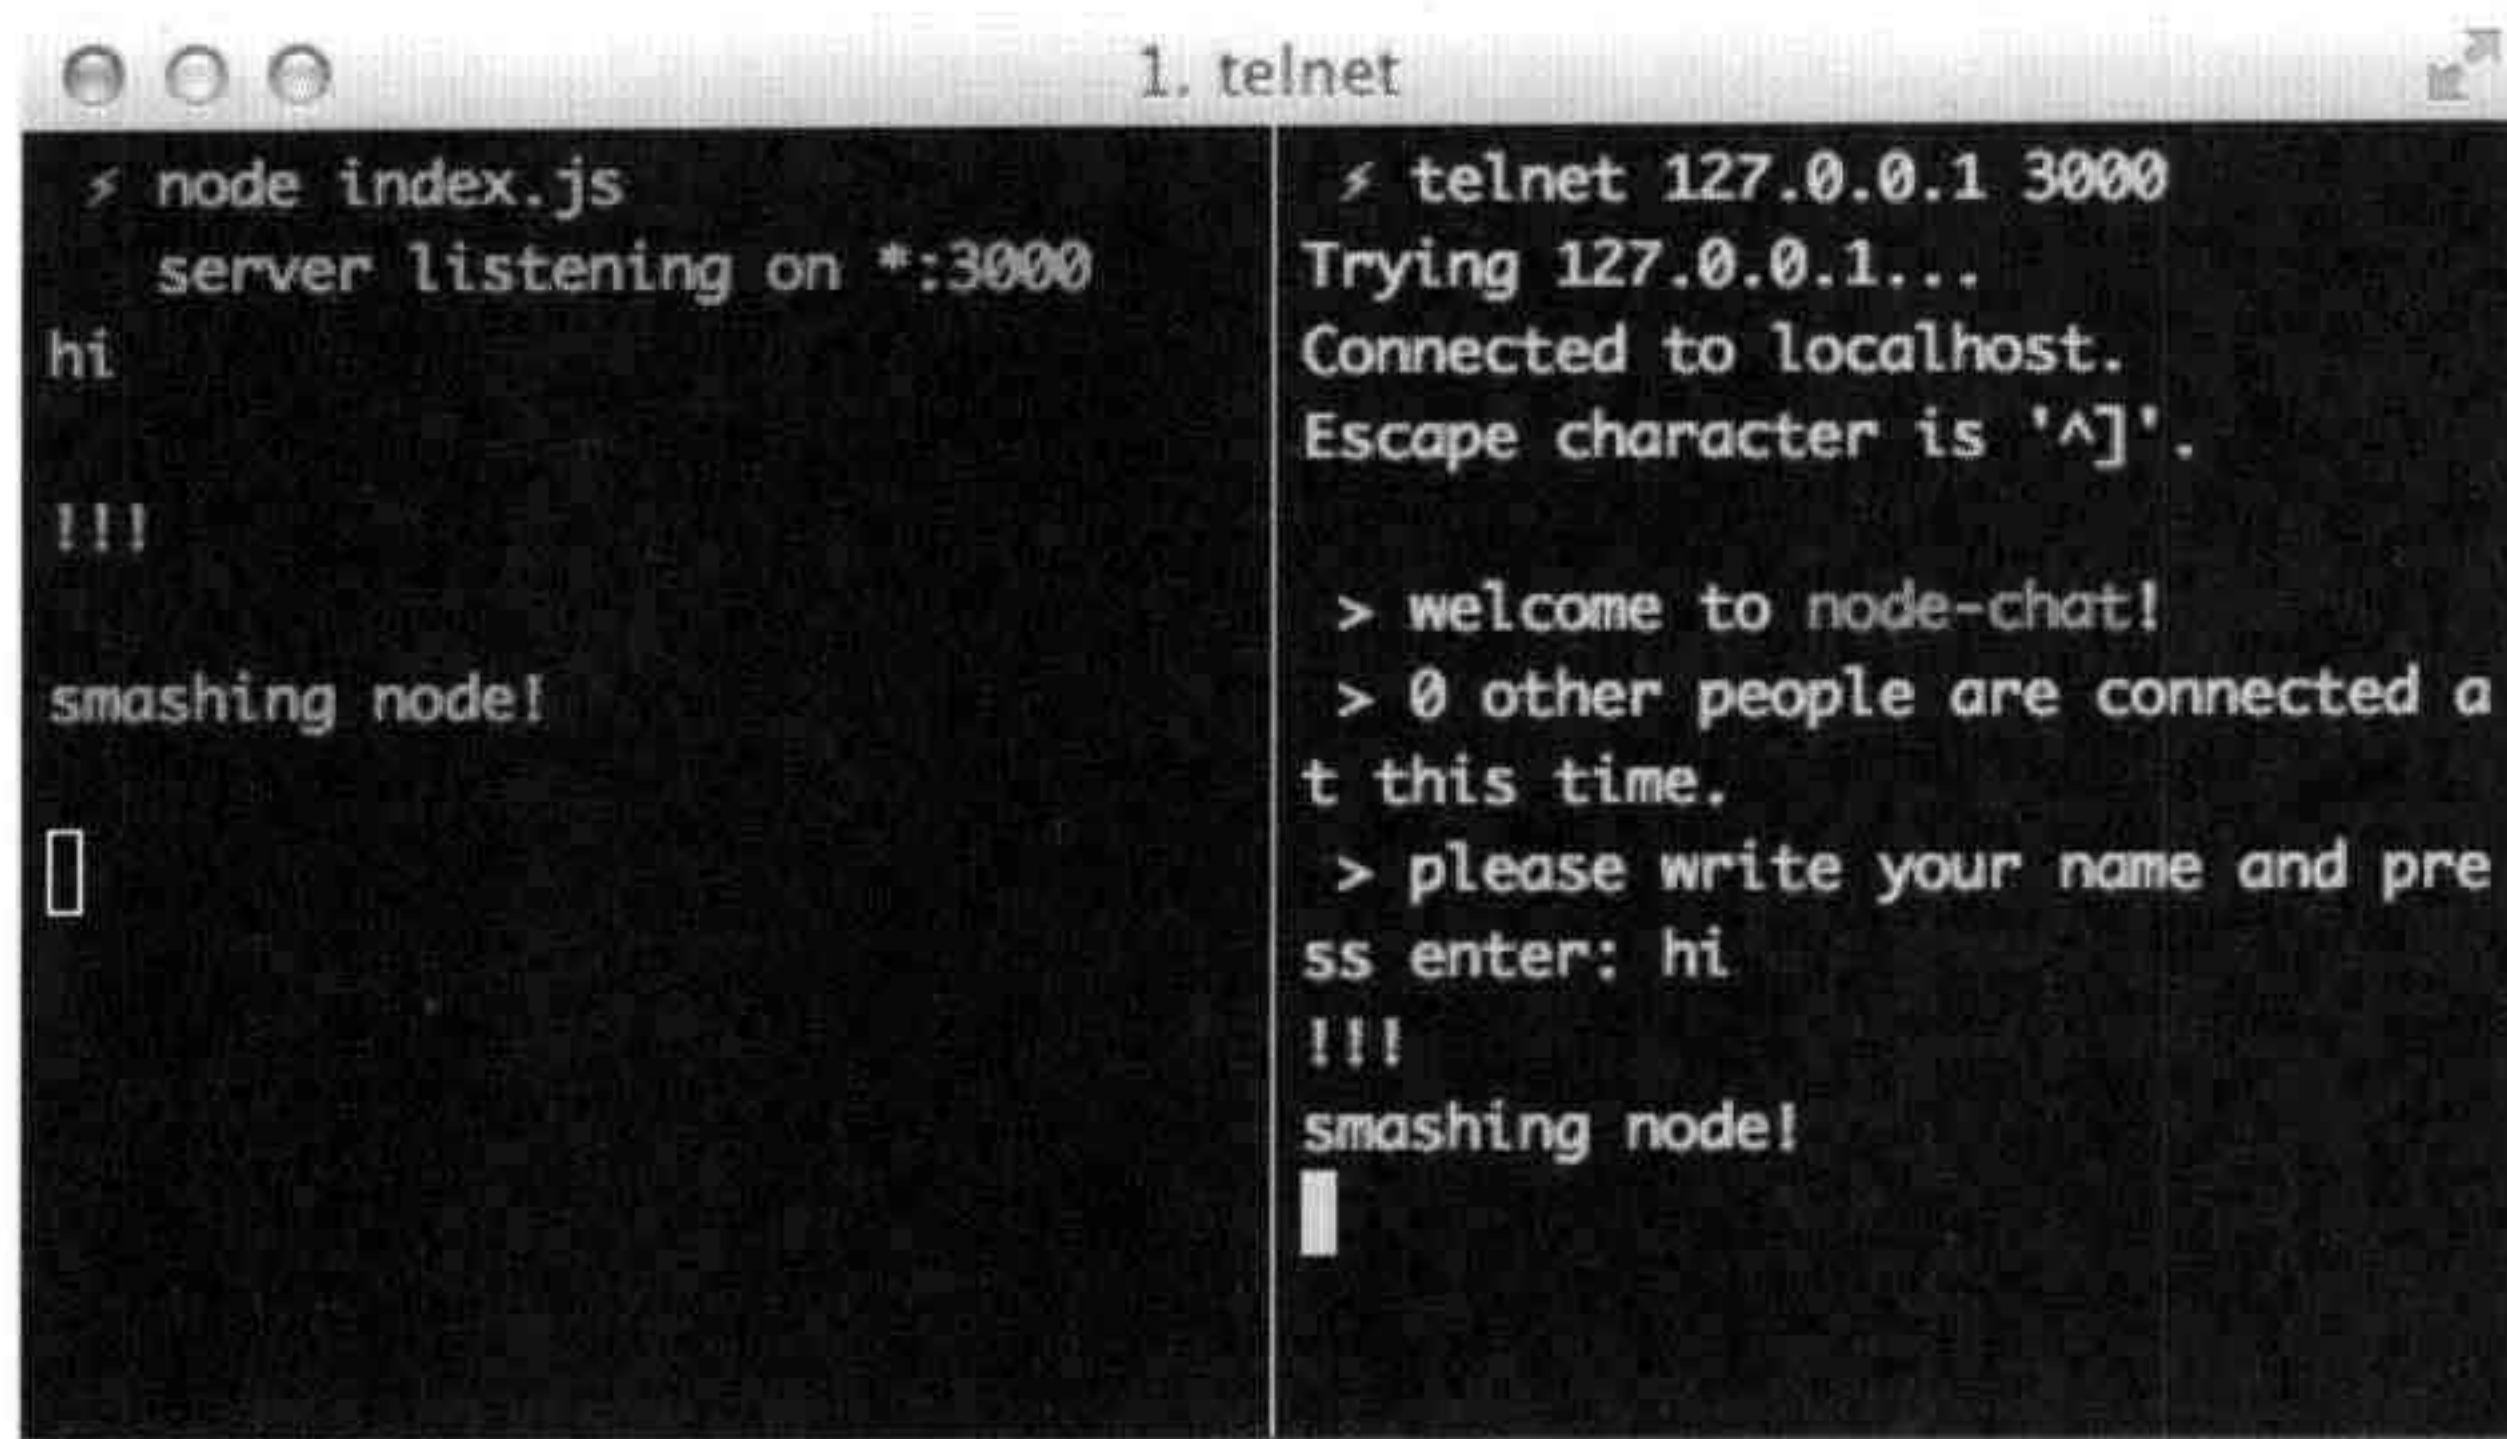 1. telnet
⚡ node index.js
server listening on *:3000
hi
!!!
smashing node!
⚡ telnet 127.0.0.1 3000
Trying 127.0.0.1...
Connected to localhost.
Escape character is '^]'.
> welcome to node-chat!
> 0 other people are connected a
t this time.
> please write your name and pre
ss enter: hi
!!!
smashing node!